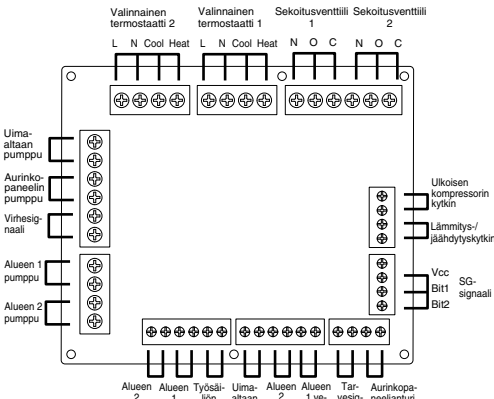 Valinnainen
termostaatti 2
Valinnainen
termostaatti 1
Sekoitusventtiili
1
Sekoitusventtiili
2
L N Cool Heat
L N Cool Heat
N O C
N O C
Uima-
altaan
pumppu
Aurinko-
paneelin
pumppu
Virhesig-
naali
Alueen 1
pumppu
Alueen 2
pumppu
Ulkoisen
kompressorin
kytkin
Lämmitys-/
jäähdytyskytkin
Vcc
Bit1
Bit2
SG-
signaali
Alueen
2
Alueen
1
Työsäi-
liön
Uima-
altaan
Alueen
2
Alueen
1 ve-
Tar-
vesig-
Aurinkopa-
neelianturi